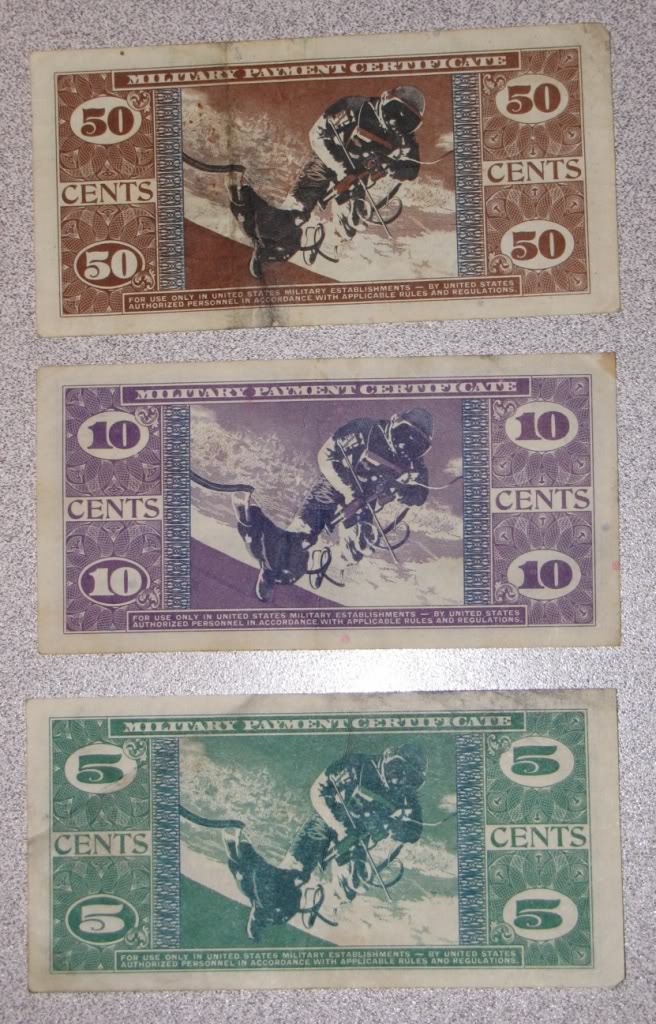 MILITARY PAYMENT CERTIFICATE
50 50
CENTS CENTS
50 50
FOR USE ONLY IN UNITED STATES MILITARY ESTABLISHMENTS — BY UNITED STATES
AUTHORIZED PERSONNEL IN ACCORDANCE WITH APPLICABLE RULES AND REGULATIONS.
MILITARY PAYMENT CERTIFICATE
10 10
CENTS CENTS
10 10
FOR USE ONLY IN UNITED STATES MILITARY ESTABLISHMENTS — BY UNITED STATES
AUTHORIZED PERSONNEL IN ACCORDANCE WITH APPLICABLE RULES AND REGULATIONS.
MILITARY PAYMENT CERTIFICATE
5 5
CENTS CENTS
5 5
FOR USE ONLY IN UNITED STATES MILITARY ESTABLISHMENTS — BY UNITED STATES
AUTHORIZED PERSONNEL IN ACCORDANCE WITH APPLICABLE RULES AND REGULATIONS.